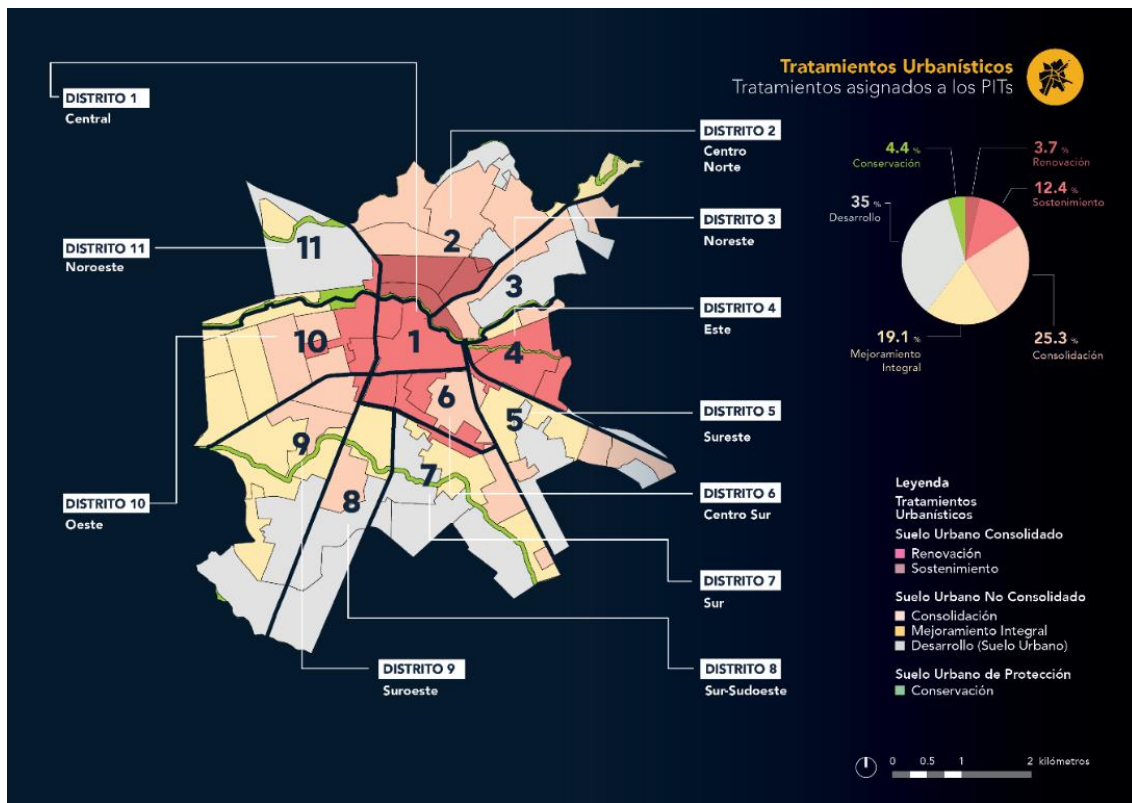 Tratamientos Urbanísticos
Tratamientos asignados a los PITs
DISTRITO 1
Central
DISTRITO 2
Centro
Norte
DISTRITO 3
Noreste
DISTRITO 11
Noroeste
DISTRITO 4
Este
DISTRITO 5
Sureste
DISTRITO 10
Oeste
DISTRITO 6
Centro Sur
DISTRITO 7
Sur
DISTRITO 9
Suroeste
DISTRITO 8
Sur-Sudoeste
11
2
3
10
1
4
6
5
9
7
8
4.4 %
Conservación
3.7 %
Renovación
12.4 %
Sostenimiento
35 %
Desarrollo
19.1 %
Mejoramiento
Integral
25.3 %
Consolidación
Leyenda
Tratamientos
Urbanísticos
Suelo Urbano Consolidado
Renovación
Sostenimiento
Suelo Urbano No Consolidado
Consolidación
Mejoramiento Integral
Desarrollo (Suelo Urbano)
Suelo Urbano de Protección
Conservación
0 0.5 1 2 kilómetros